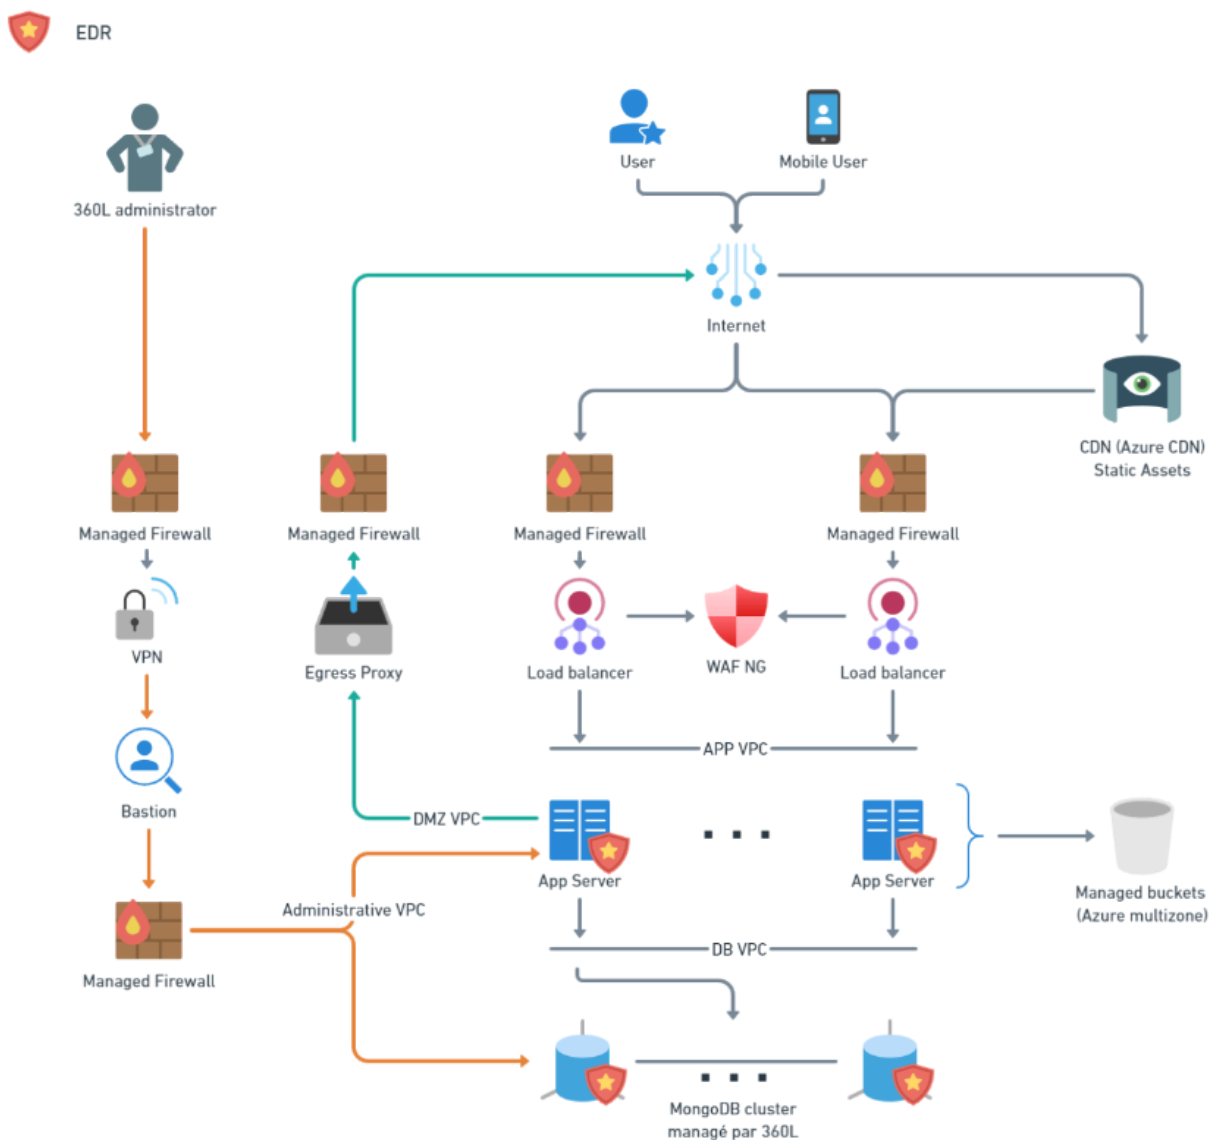 EDR
User
Mobile User
360L administrator
Internet
CDN (Azure CDN)
Static Assets
Managed Firewall
Managed Firewall
Managed Firewall
Managed Firewall
VPN
Egress Proxy
Load balancer
WAF NG
Load balancer
APP VPC
Bastion
DMZ VPC
App Server
App Server
Managed buckets
(Azure multizone)
Administrative VPC
DB VPC
Managed Firewall
MongoDB cluster
managé par 360L